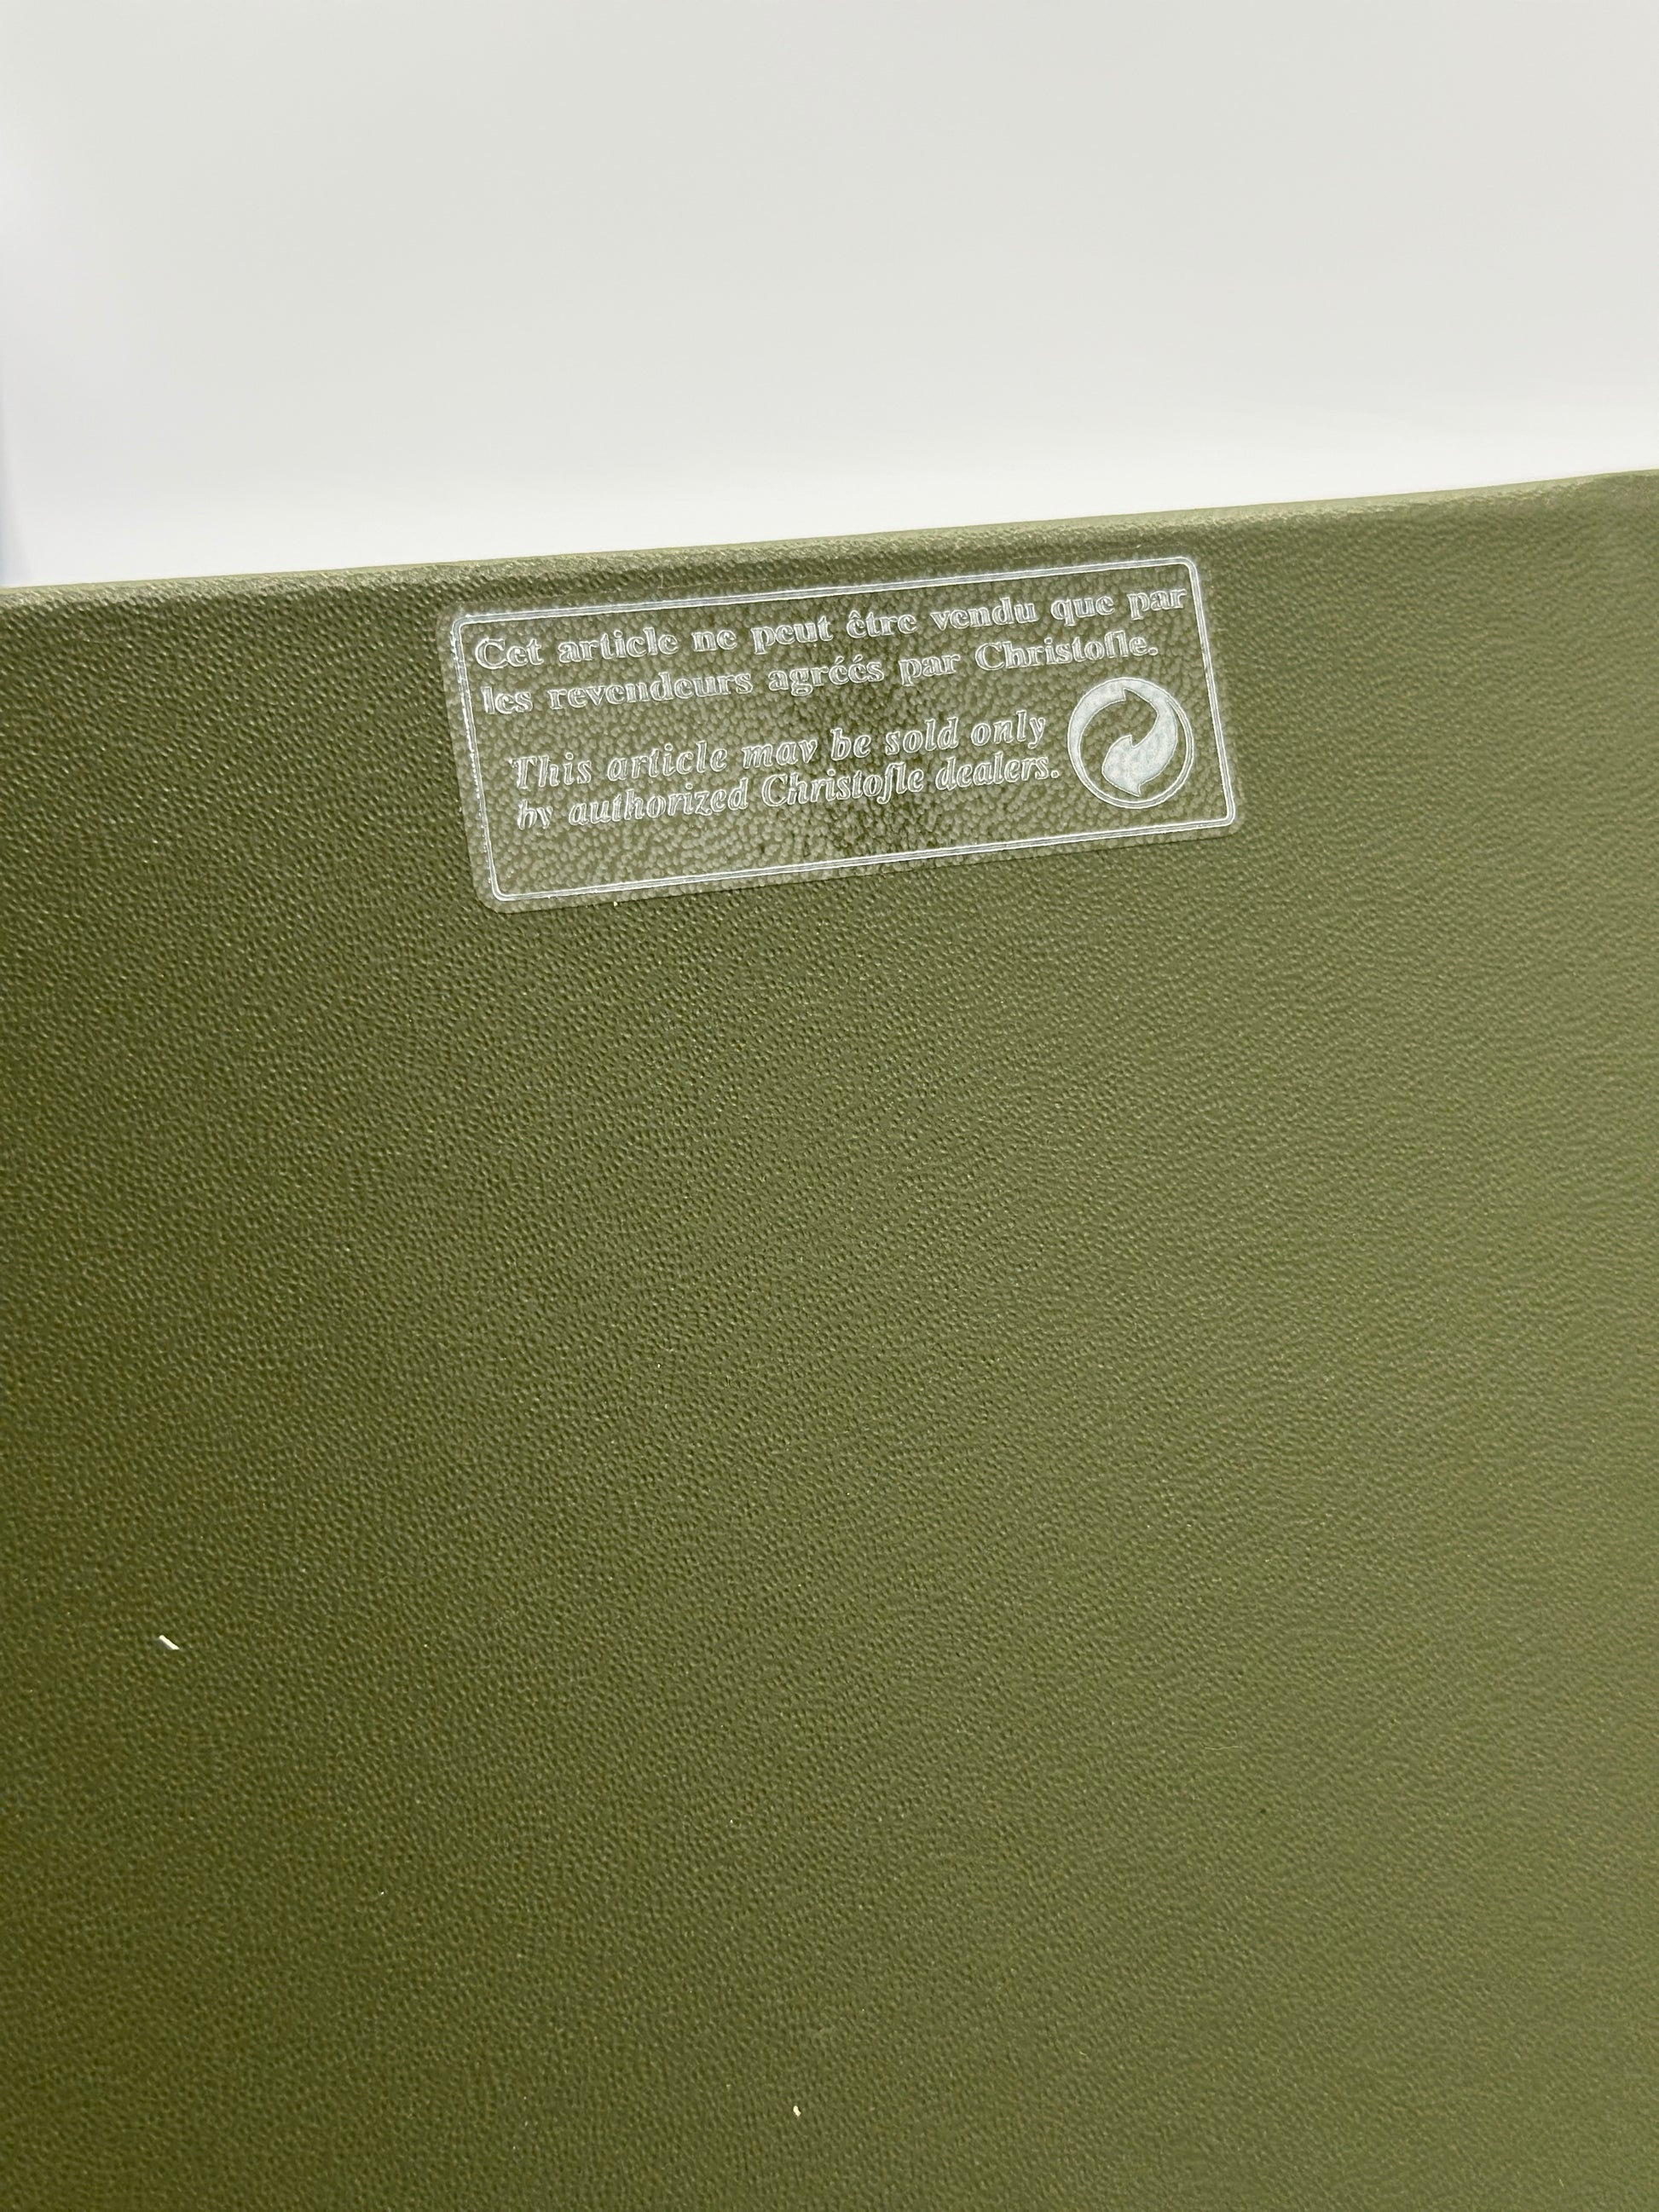 Cet article ne peut être vendu que par
les revendeurs agréés par Christofle.
This article may be sold only
by authorized Christofle dealers.